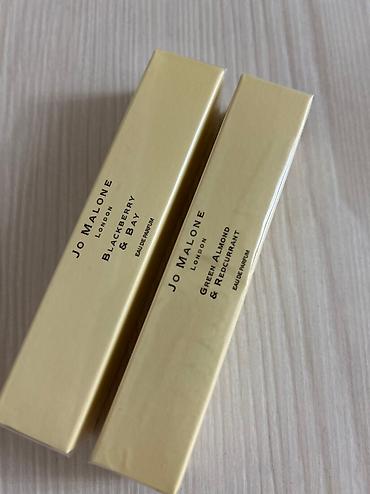 JO MALONE
LONDON
BLACKBERRY
& BAY
EAU DE PARFUM
JO MALONE
LONDON
GREEN ALMOND
& REDCURRANT
EAU DE PARFUM